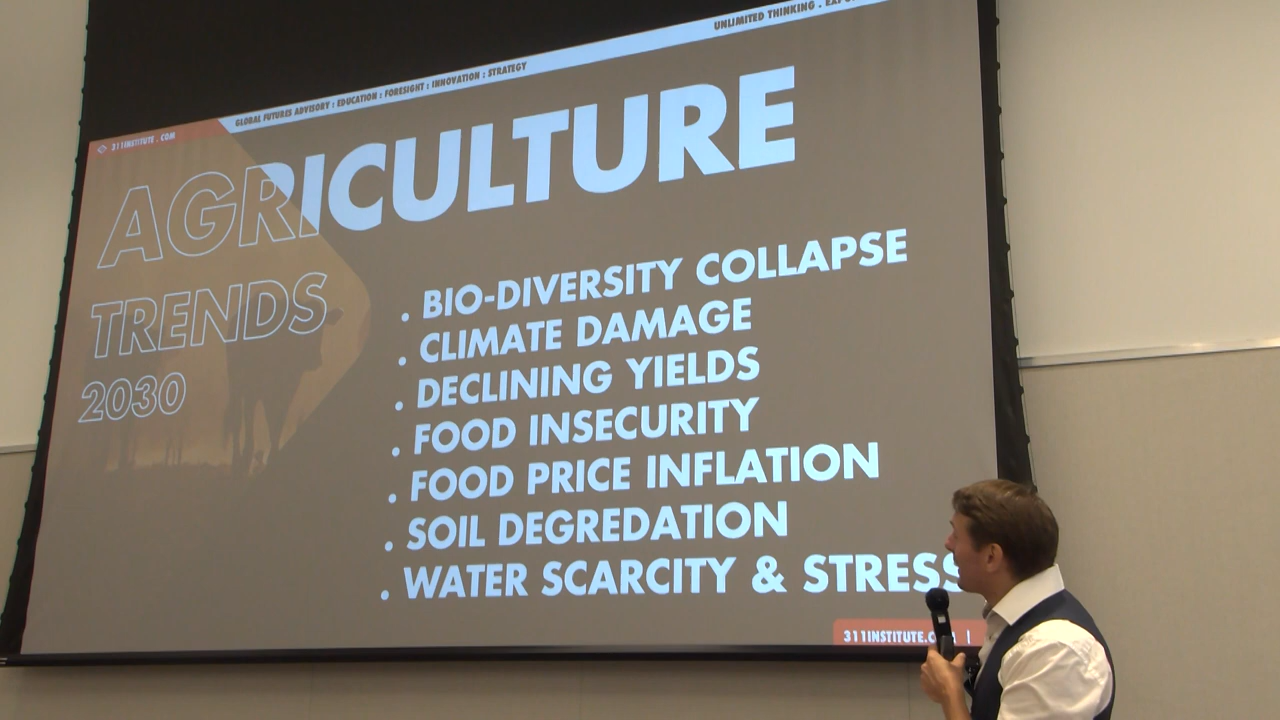 UNLIMITED THINKING .
GLOBAL FUTURES ADVISORY : EDUCATION : FORESIGHT : INNOVATION : STRATEGY
311INSTITUTE . COM
AGRICULTURE
TRENDS
2030
. BIO-DIVERSITY COLLAPSE
. CLIMATE DAMAGE
. DECLINING YIELDS
. FOOD INSECURITY
. FOOD PRICE INFLATION
. SOIL DEGREDATION
. WATER SCARCITY & STRESS
311INSTITUTE. |